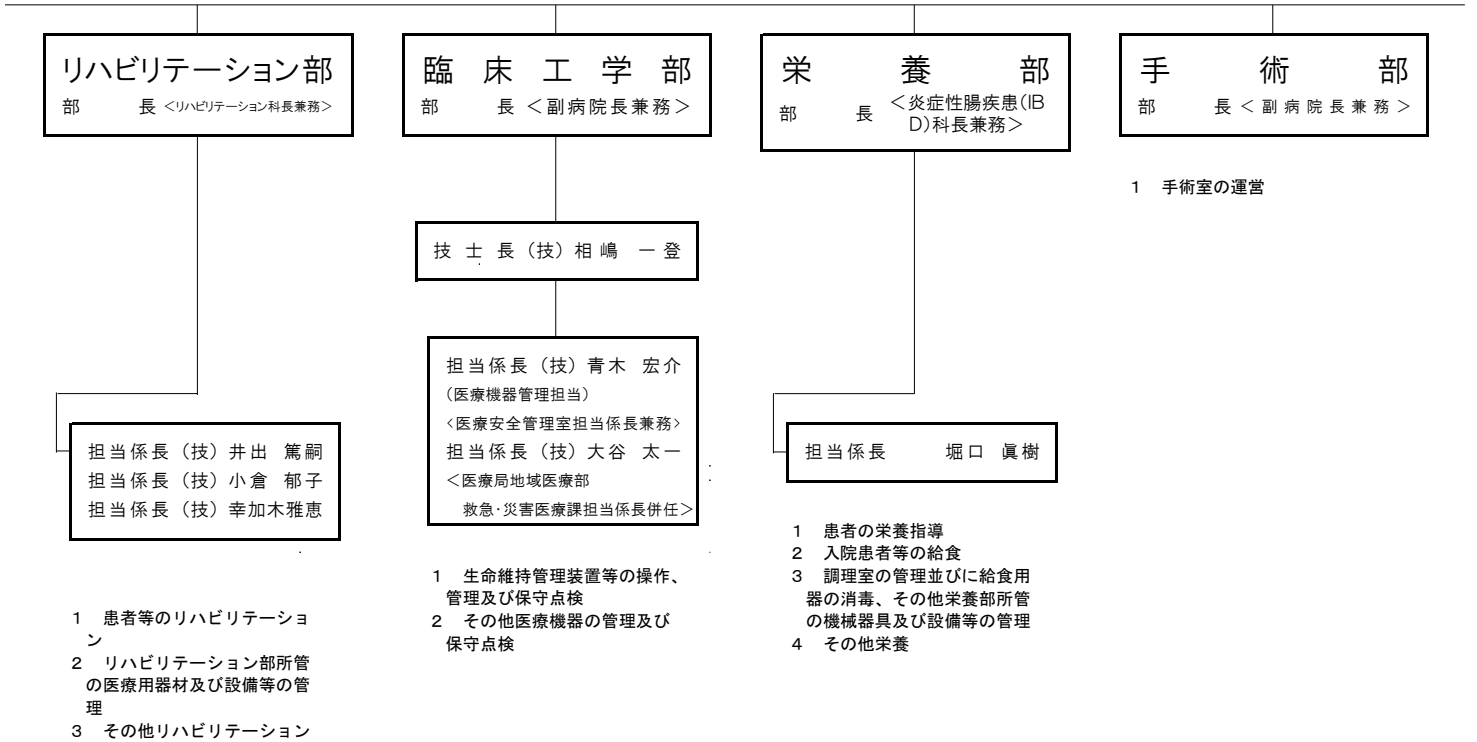 リハビリテーション部
部　　長 <リハビリテーション科長兼務>
担当係長（技）井出　篤嗣
担当係長（技）小倉　郁子
担当係長（技）幸加木雅恵
1　患者等のリハビリテーショ
ン
2　リハビリテーション部所管
の医療用器材及び設備等の管
理
3　その他リハビリテーション
臨床工学部
部　　長＜副病院長兼務＞
技士長（技）相嶋　一登
担当係長（技）青木　宏介
（医療機器管理担当）
<医療安全管理室担当係長兼務>
担当係長（技）大谷　太一
＜医療局地域医療部
救急・災害医療課担当係長併任＞
1　生命維持管理装置等の操作、
管理及び保守点検
2　その他医療機器の管理及び
保守点検
栄養部
部　　長＜炎症性腸疾患(IB
D)科長兼務＞
担当係長　　堀口　眞樹
1　患者の栄養指導
2　入院患者等の給食
3　調理室の管理並びに給食用
器の消毒、その他栄養部所管
の機械器具及び設備等の管理
4　その他栄養
手術部
部　　長＜副病院長兼務＞
1　手術室の運営